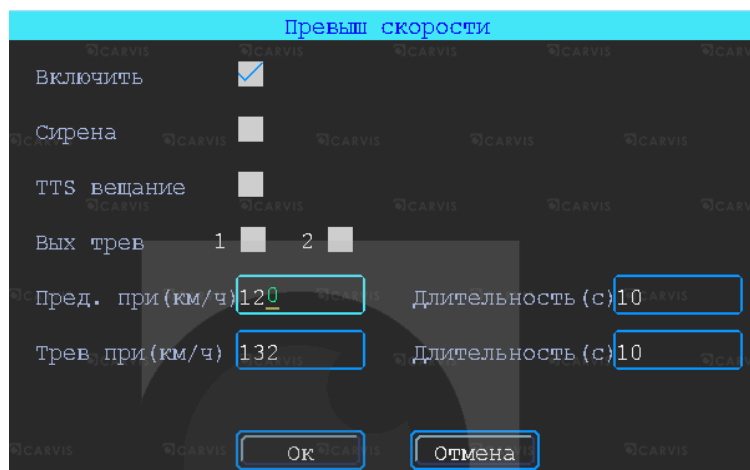 Превыш скорости
Включить
Сирена
TTS вещание
Вых трев 1 2
Пред. при(км/ч) 120 Длительность(с) 10
Трев при(км/ч) 132 Длительность(с) 10
Ок Отмена
CARVIS